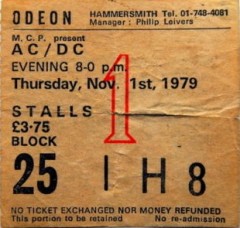 ODEON HAMMERSMITH Tel. 01-748-4081
Manager: Philip Leivers
M.C.P. present
AC/DC
EVENING 8-0 p.m.
Thursday, Nov. 1st, 1979
STALLS
£3·75
BLOCK
1
25 1 H 8
NO TICKET EXCHANGED NOR MONEY REFUNDED
This portion to be retained No re-admission